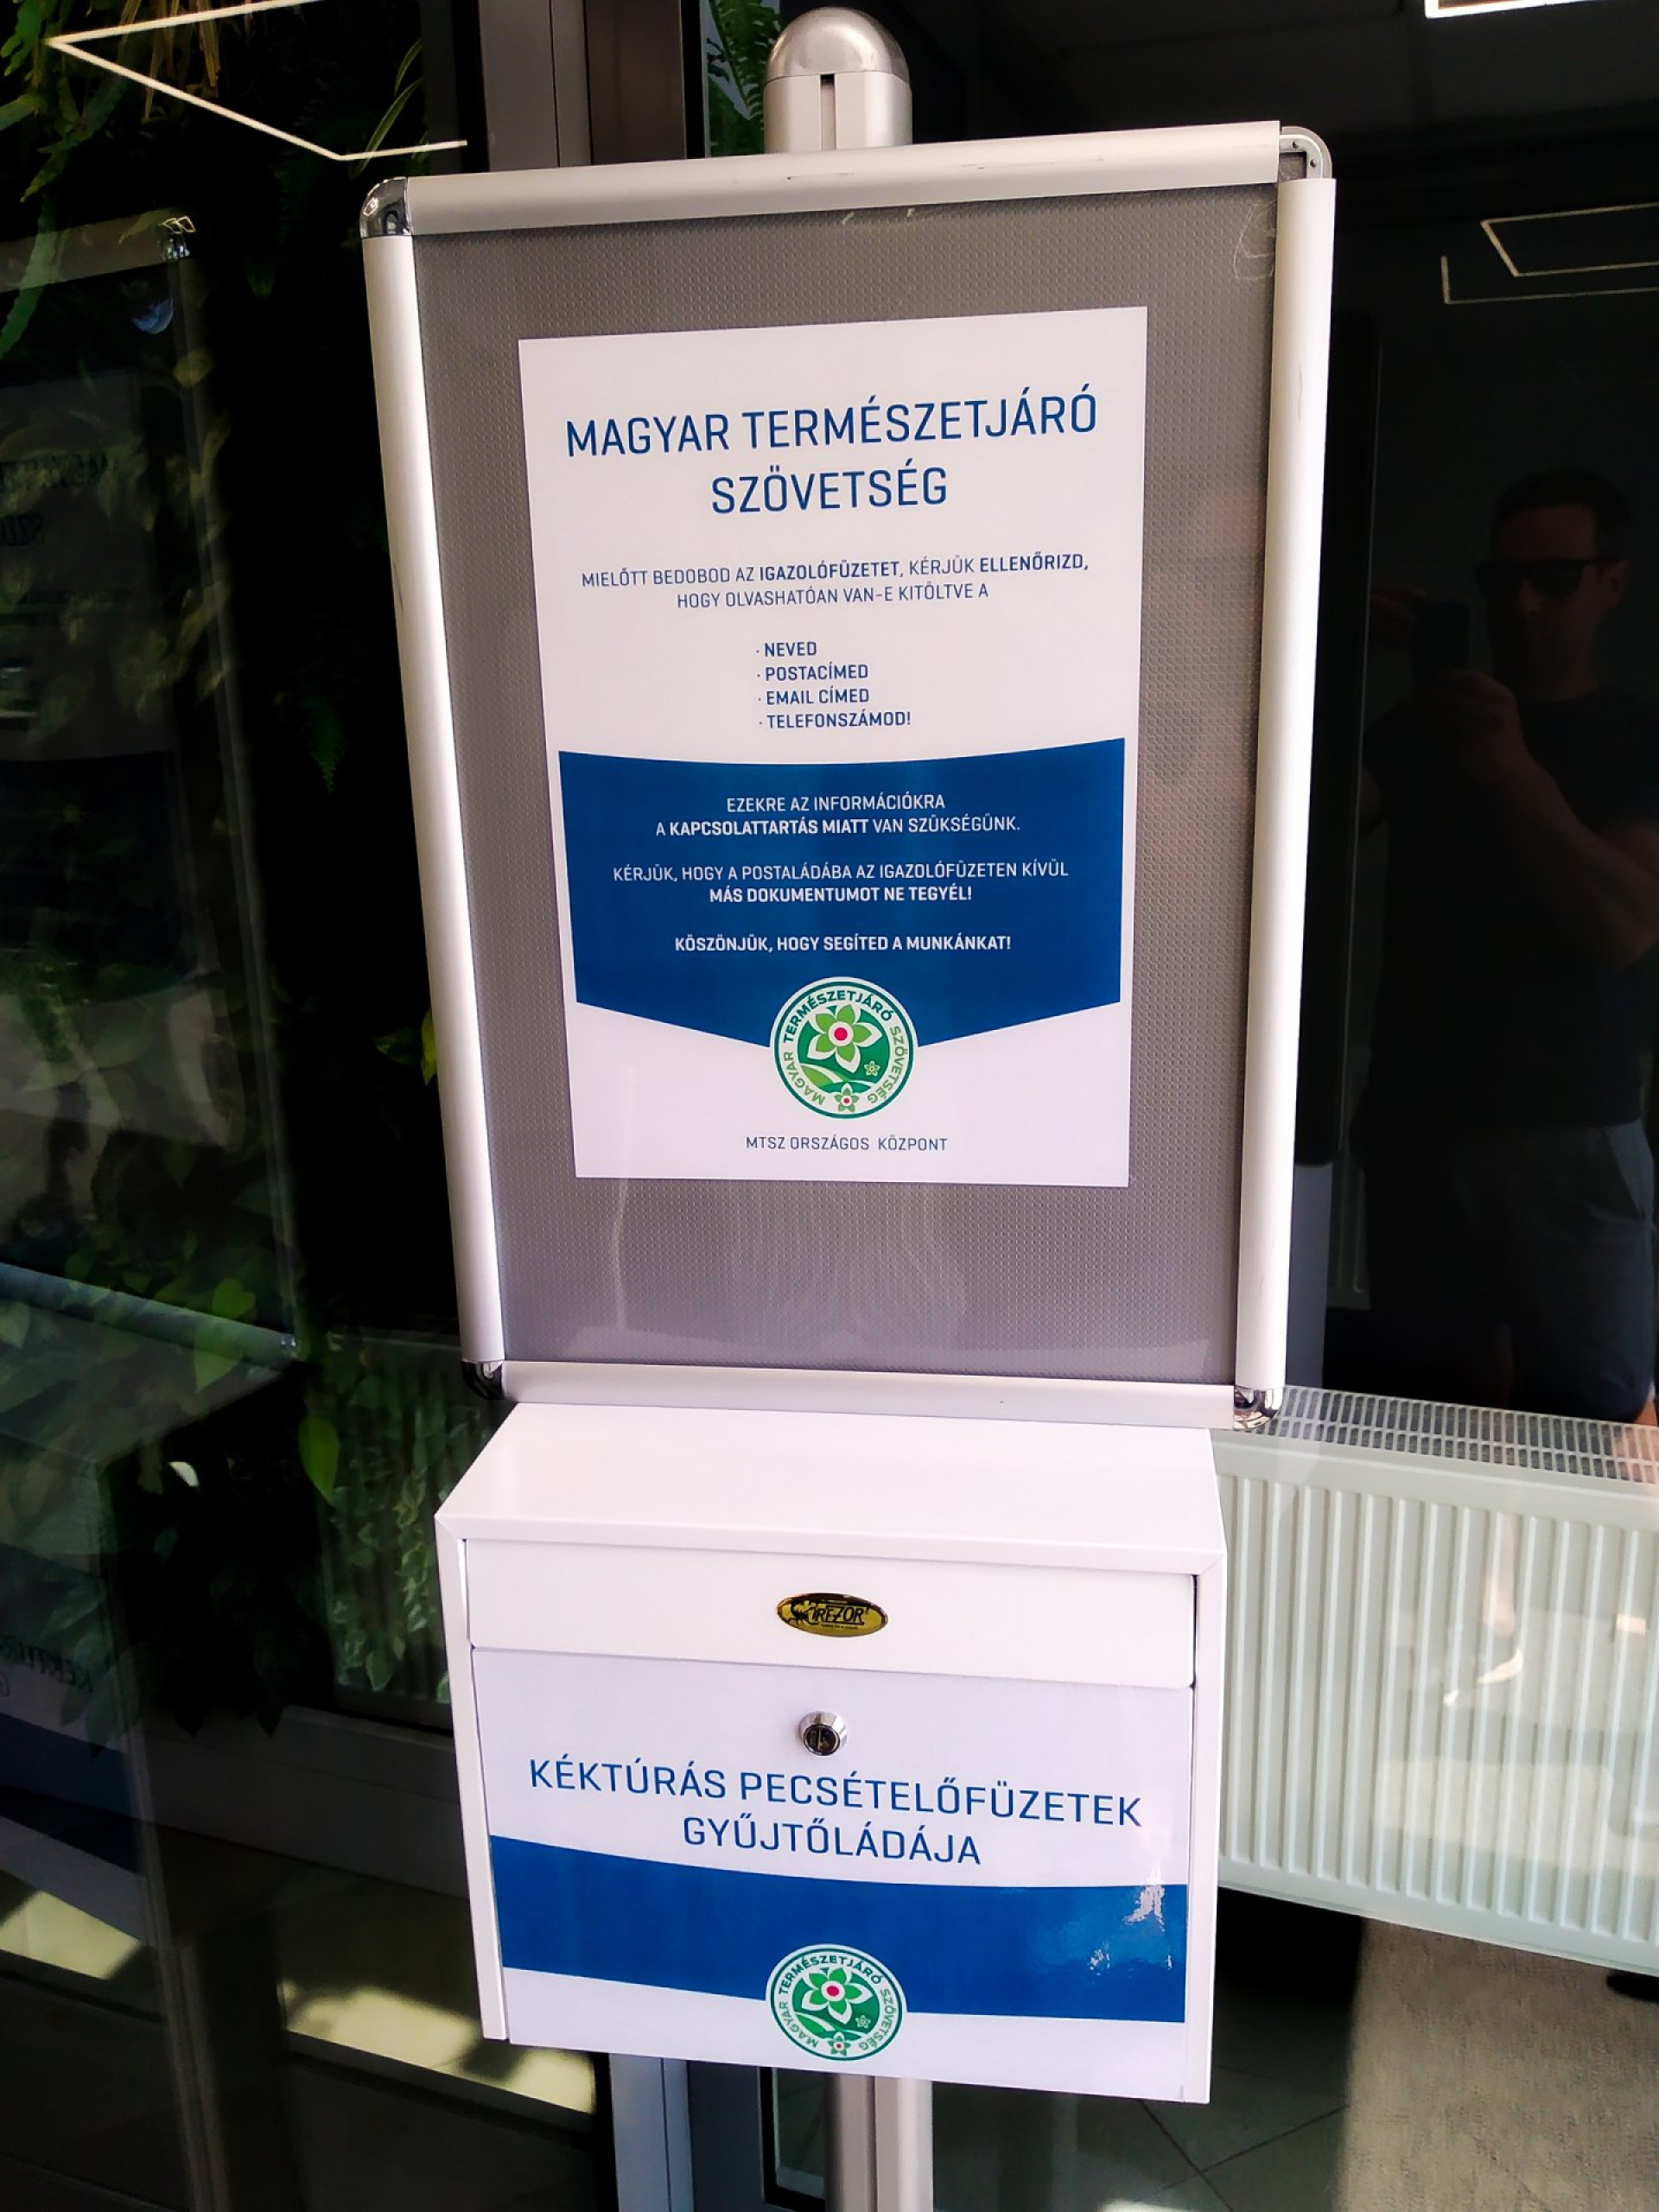 MAGYAR TERMÉSZETJÁRÓ
SZÖVETSÉG
MIELŐTT BEDOBOD AZ IGAZOLÓFÜZETET, KÉRJÜK ELLENŐRIZD,
HOGY OLVASHATÓAN VAN-E KITÖLTVE A
· NEVED
· POSTACÍMED
· EMAIL CÍMED
· TELEFONSZÁMOD!
EZEKRE AZ INFORMÁCIÓKRA
A KAPCSOLATTARTÁS MIATT VAN SZÜKSÉGÜNK.
KÉRJÜK, HOGY A POSTALÁDÁBA AZ IGAZOLÓFÜZETEN KÍVÜL
MÁS DOKUMENTUMOT NE TEGYÉL!
KÖSZÖNJÜK, HOGY SEGÍTED A MUNKÁNKAT!
MAGYAR TERMÉSZETJÁRÓ SZÖVETSÉG
MTSZ ORSZÁGOS KÖZPONT
TREZOR
KÉKTÚRÁS PECSÉTELŐFÜZETEK
GYŰJTŐLÁDÁJA
MAGYAR TERMÉSZETJÁRÓ SZÖVETSÉG